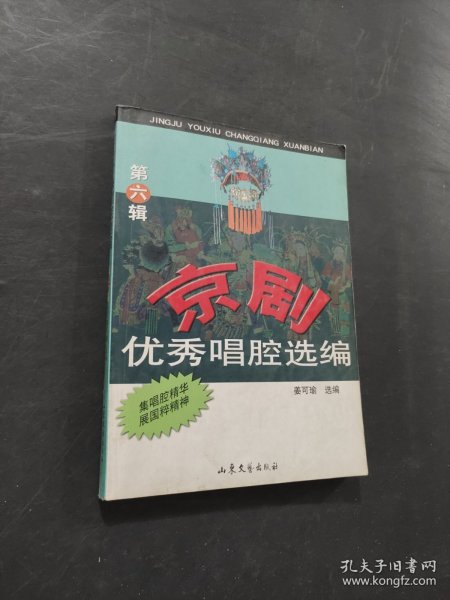 JINGJU YOUXIU CHANGQIANG XUANBIAN
第六辑
京剧
优秀唱腔选编
姜可瑜 选编
集唱腔精华
展国粹精神
山东文艺出版社
孔夫子旧书网
www.kongfz.com